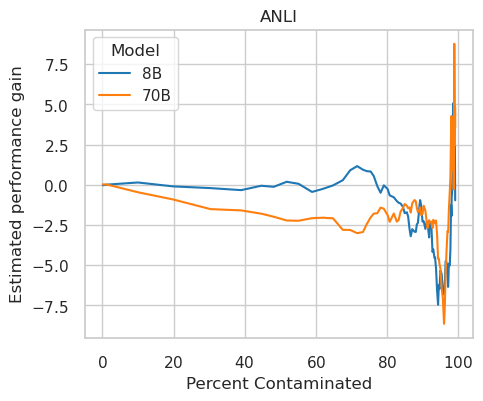 ANLI
Model
8B
70B
Estimated performance gain
7.5
5.0
2.5
0.0
−2.5
−5.0
−7.5
0
20
40
60
80
100
Percent Contaminated